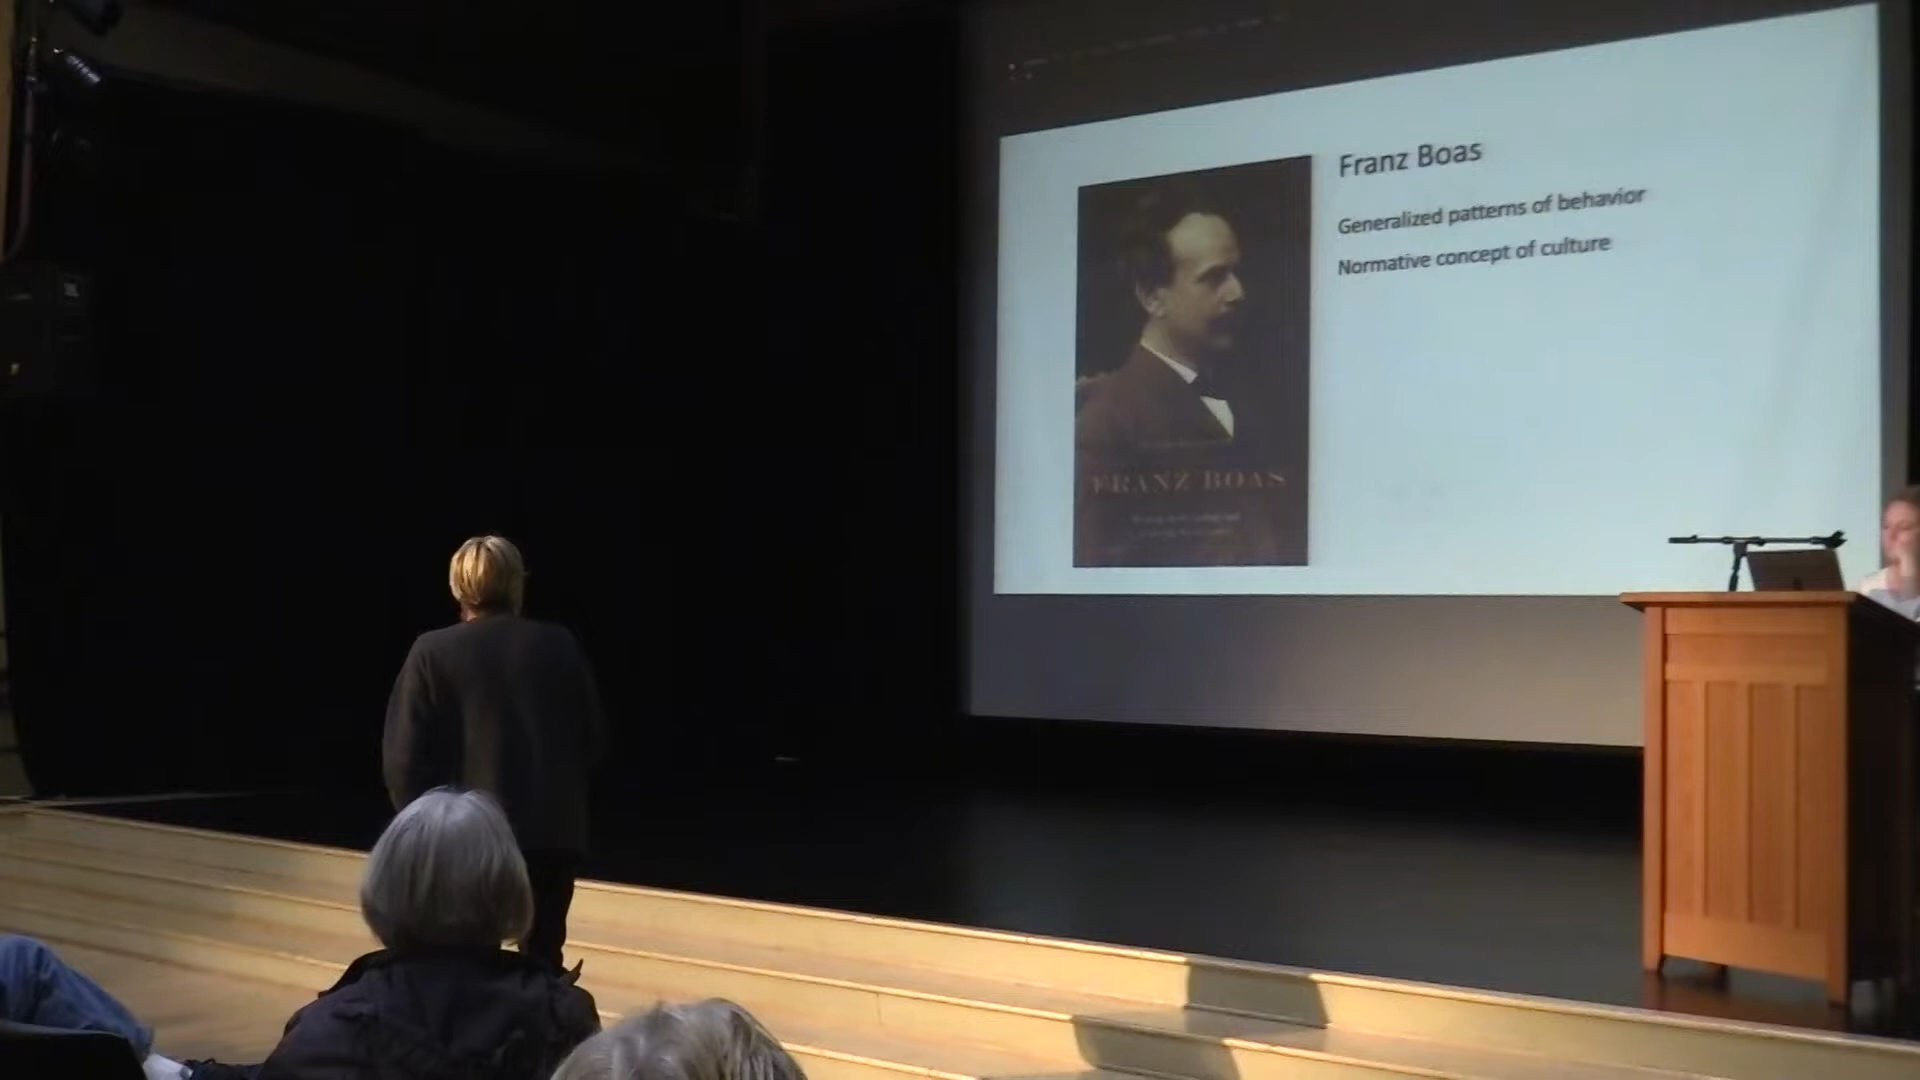 Franz Boas
Generalized patterns of behavior
Normative concept of culture
FRANZ BOAS